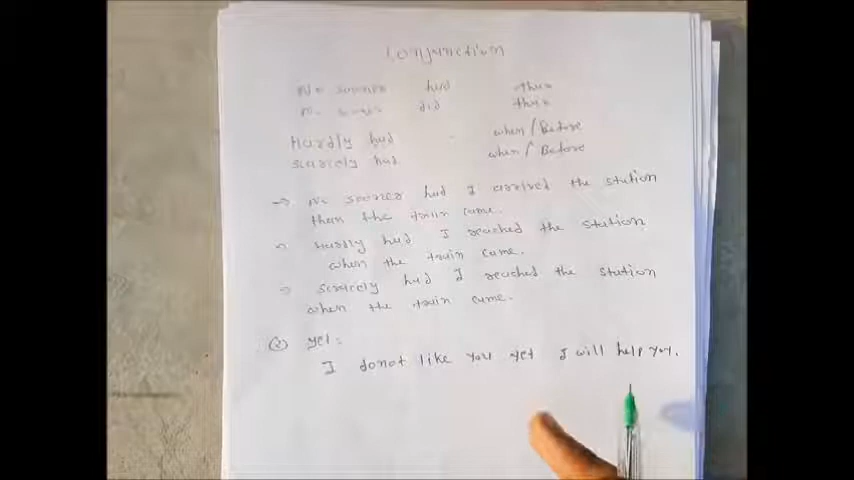 Conjunction
No sooner had than
No sooner did than
Hardly had when / Before
scarcely had when / Before
→ No sooner had I arrived the station
than the train came.
Hardly had I reached the station
when the train came.
scarcely had I reached the station
when the train came.
② yet:
I donot like you yet I will help you.